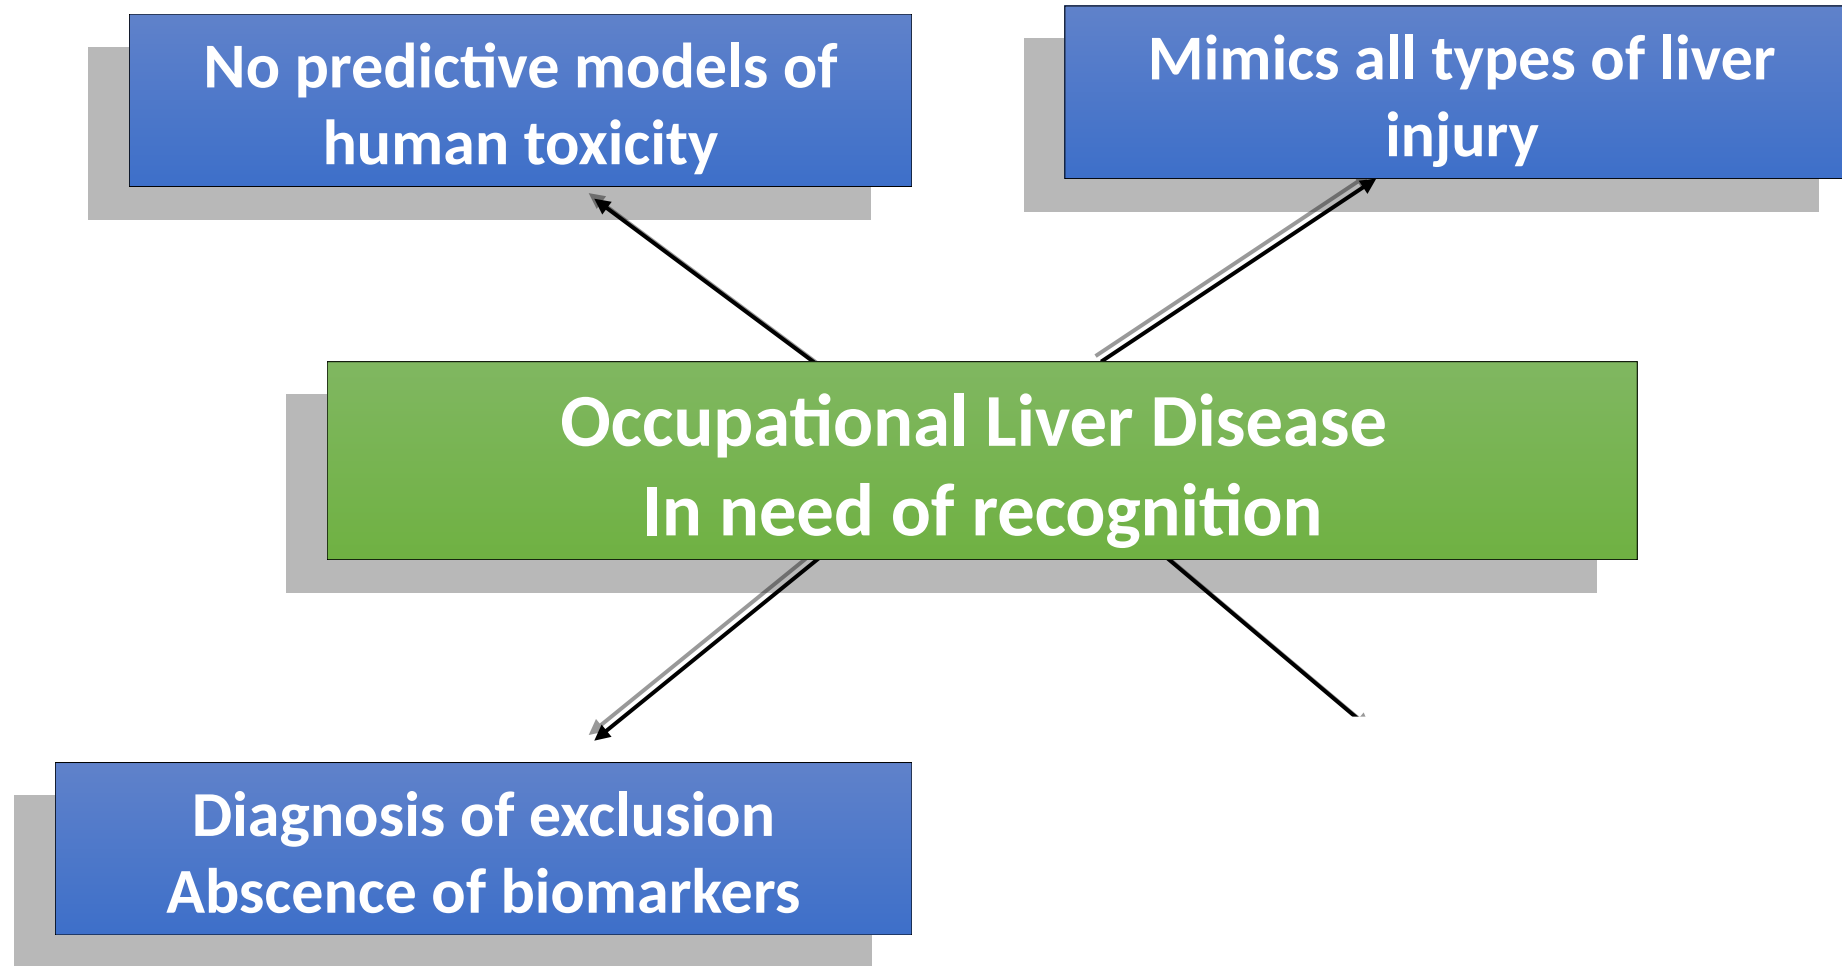 No predictive models of
human toxicity
Mimics all types of liver
injury
Occupational Liver Disease
In need of recognition
Diagnosis of exclusion
Abscence of biomarkers